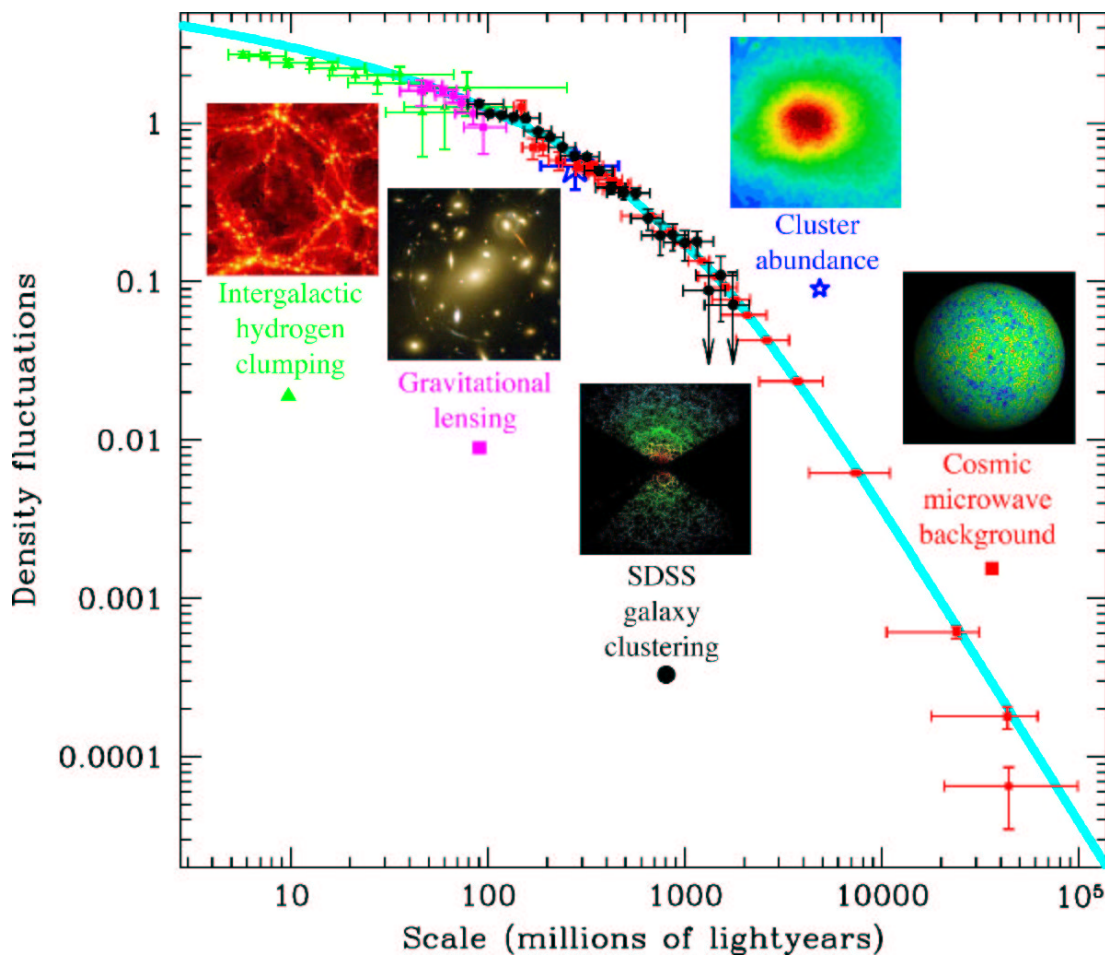 Density fluctuations
1
0.1
0.01
0.001
0.0001
Intergalactic
hydrogen
clumping
Gravitational
lensing
Cluster
abundance
SDSS
galaxy
clustering
Cosmic
microwave
background
10
100
1000
10000
10⁵
Scale (millions of lightyears)